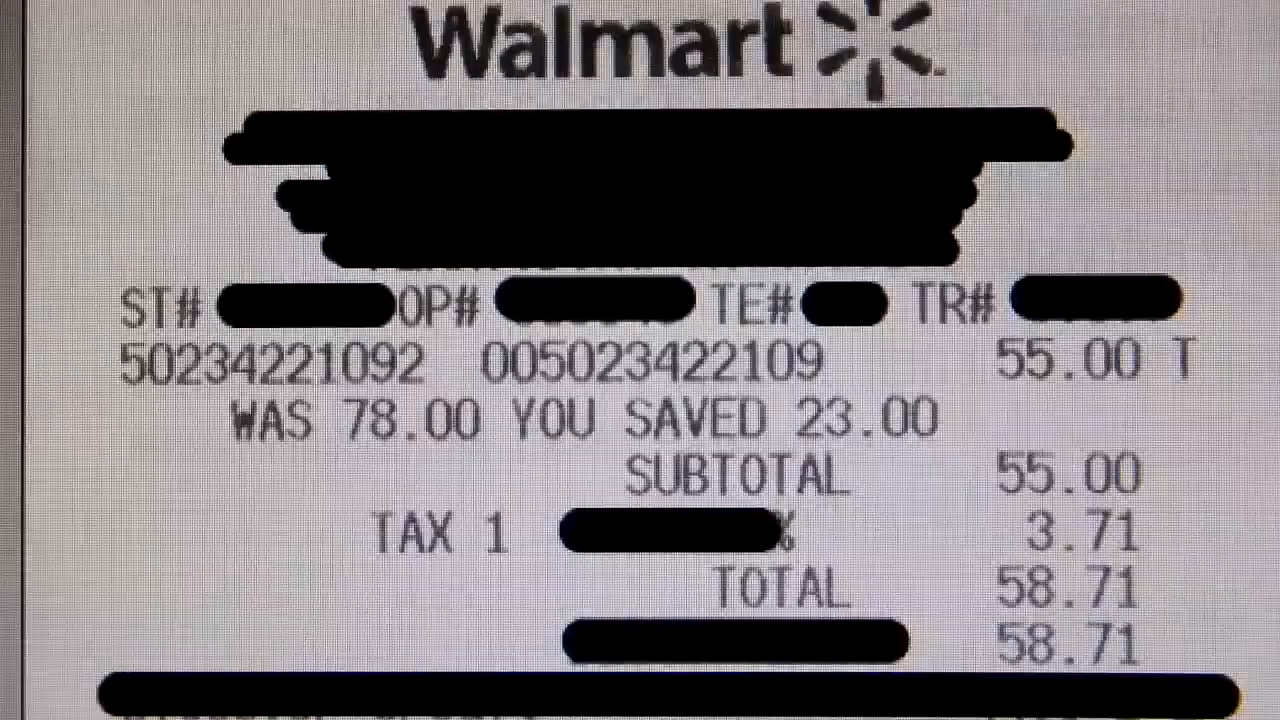 Walmart
ST# OP# TE# TR#
50234221092 005023422109 55.00 T
WAS 78.00 YOU SAVED 23.00
SUBTOTAL 55.00
TAX 1 % 3.71
TOTAL 58.71
58.71